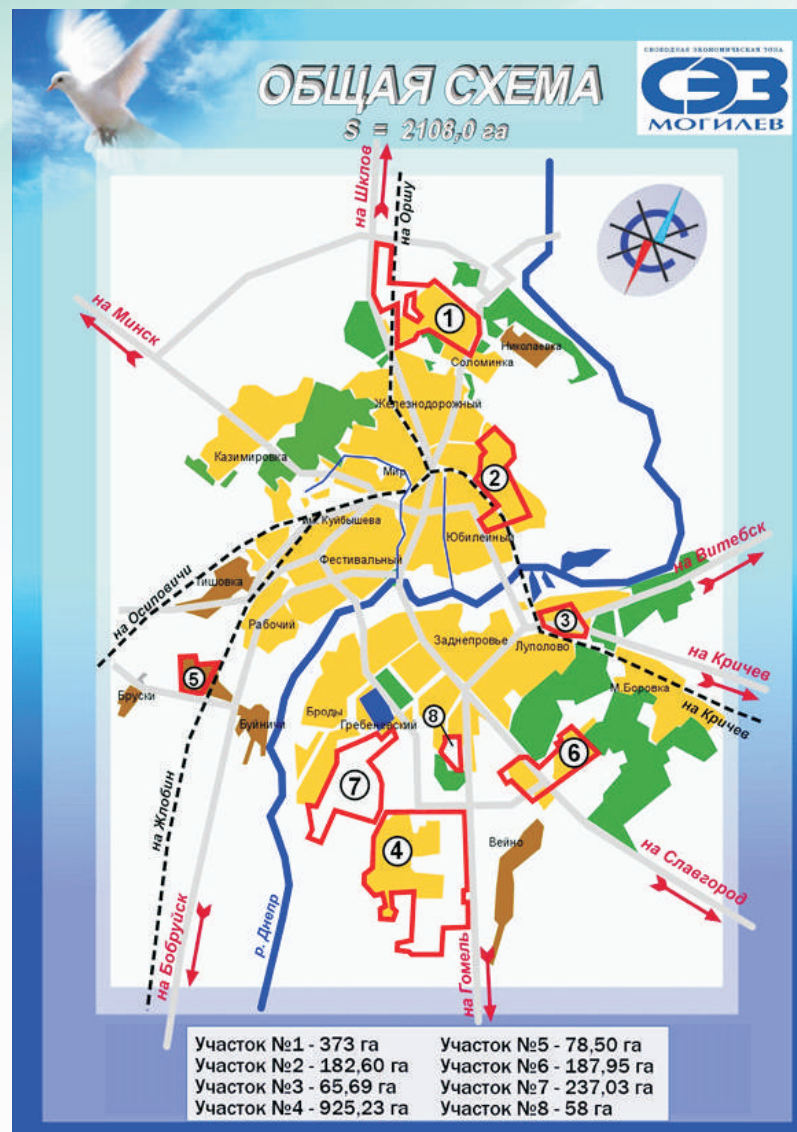 ОБЩАЯ СХЕМА
S = 2108,0 га
СВОБОДНАЯ ЭКОНОМИЧЕСКАЯ ЗОНА
СЭЗ
МОГИЛЕВ
на Шклов
на Оршу
на Минск
1
Николаевка
Соломинка
Железнодорожный
Казимировка
Мир
2
им. Куйбышева
Юбилейный
Фестивальный
на Витебск
Тишовка
на Осиповичи
Рабочий
3
Заднепровье
Луполово
на Кричев
5
Бруски
М.Боровка
на Кричев
Буйничи
Броды
Гребеневский
8
6
7
на Жлобин
4
Вейно
на Славгород
р. Днепр
на Бобруйск
на Гомель
Участок №1 - 373 га
Участок №2 - 182,60 га
Участок №3 - 65,69 га
Участок №4 - 925,23 га
Участок №5 - 78,50 га
Участок №6 - 187,95 га
Участок №7 - 237,03 га
Участок №8 - 58 га